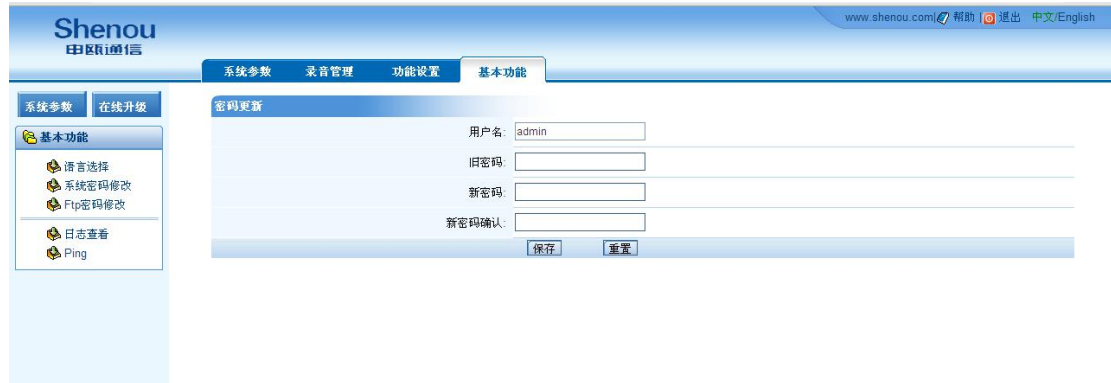 www.shenou.com| 帮助 | 退出 中文/English
Shenou
申瓯通信
系统参数 录音管理 功能设置 基本功能
系统参数 在线升级
基本功能
语言选择
系统密码修改
Ftp密码修改
日志查看
Ping
密码更新
用户名: admin
旧密码:
新密码:
新密码确认:
保存 重置